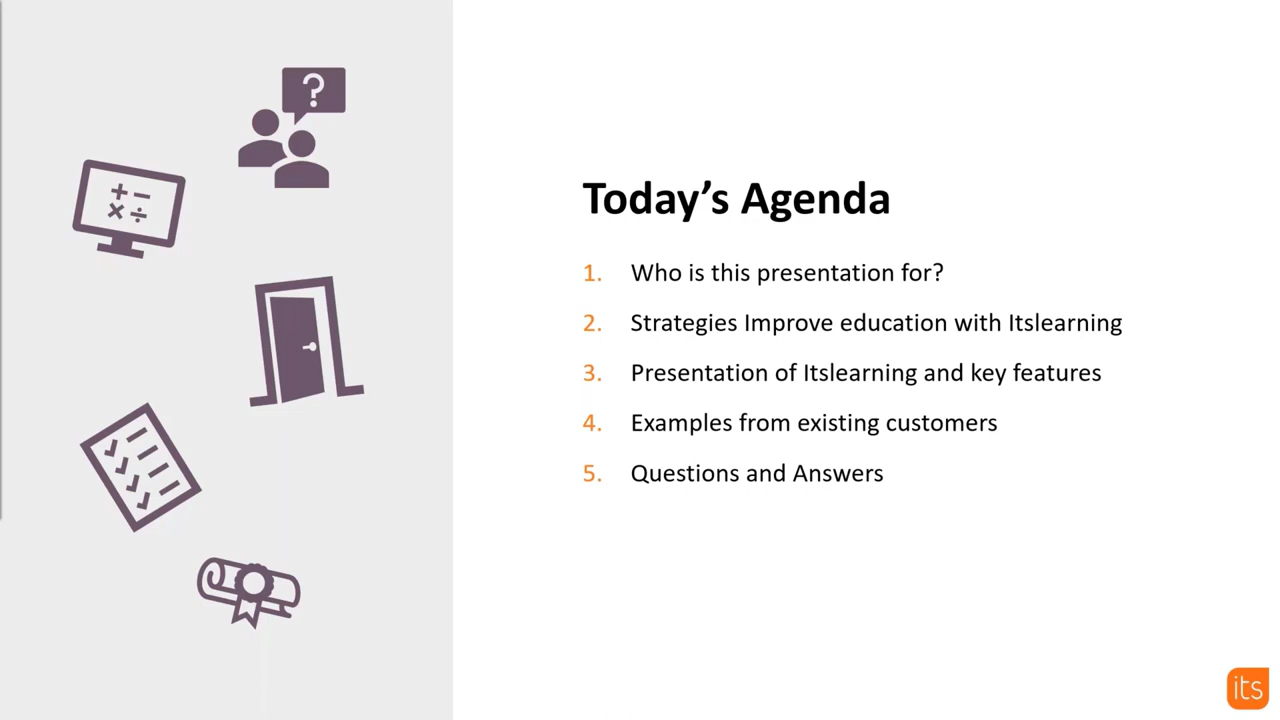 ?
+ −
× ÷
Today’s Agenda
1. Who is this presentation for?
2. Strategies Improve education with Itslearning
3. Presentation of Itslearning and key features
4. Examples from existing customers
5. Questions and Answers
its